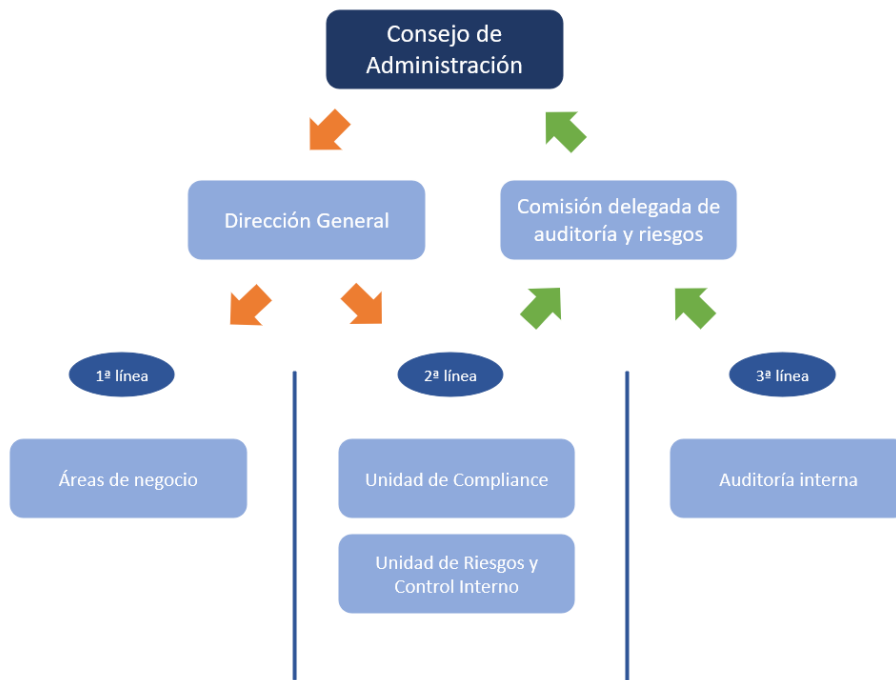 Consejo de
Administración
Dirección General
Comisión delegada de
auditoría y riesgos
1ª línea
2ª línea
3ª línea
Áreas de negocio
Unidad de Compliance
Auditoría interna
Unidad de Riesgos y
Control Interno